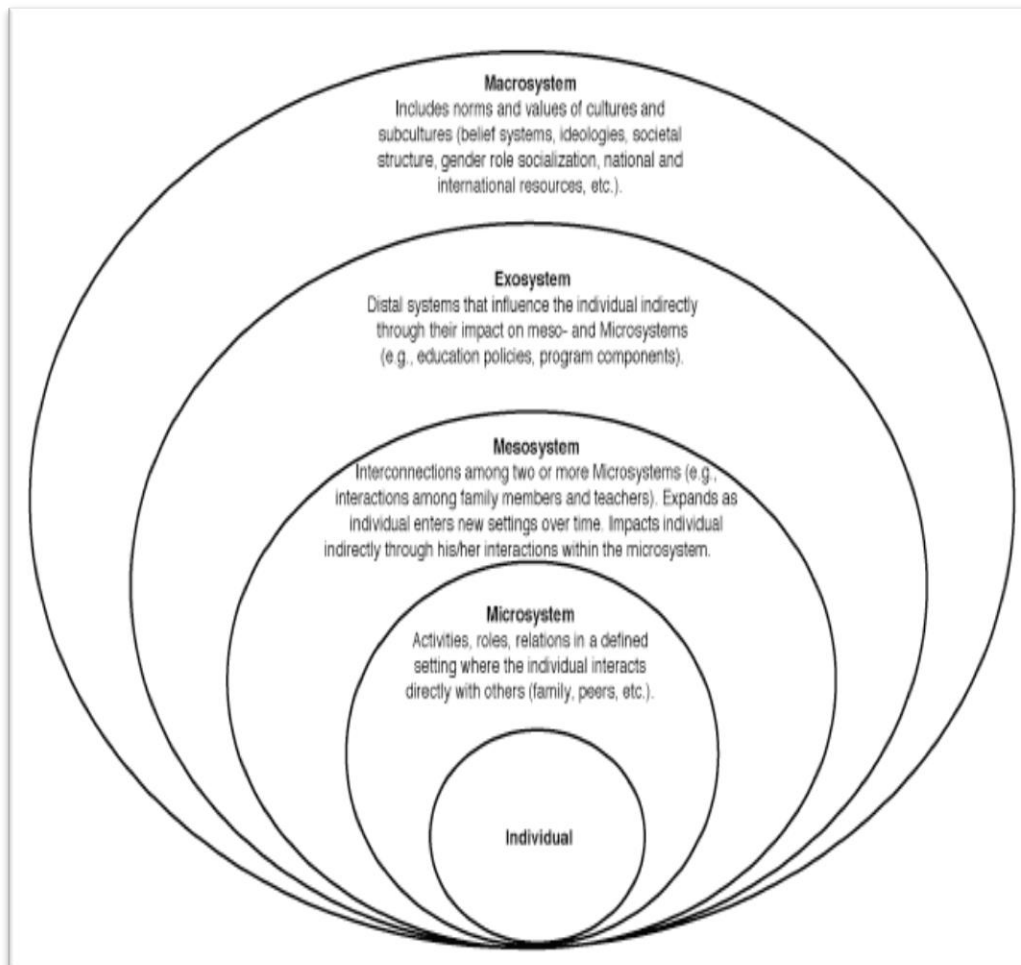 Macrosystem
Includes norms and values of cultures and
subcultures (belief systems, ideologies, societal
structure, gender role socialization, national and
international resources, etc.).
Exosystem
Distal systems that influence the individual indirectly
through their impact on meso- and Microsystems
(e.g., education policies, program components).
Mesosystem
Interconnections among two or more Microsystems (e.g.,
interactions among family members and teachers). Expands as
individual enters new settings over time. Impacts individual
indirectly through his/her interactions within the microsystem.
Microsystem
Activities, roles, relations in a defined
setting where the individual interacts
directly with others (family, peers, etc.).
Individual